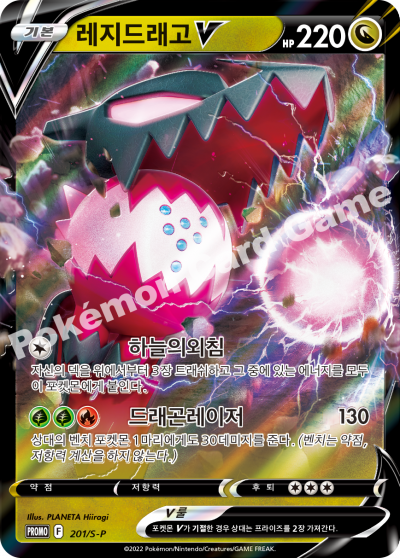 기본 레지드래고 V HP 220
Pokémon Card Game
하늘의외침
자신의 덱을 위에서부터 3장 트래쉬하고 그 중에 있는 에너지를 모두
이 포켓몬에게 붙인다.
드래곤레이저 130
상대의 벤치 포켓몬 1마리에게도 30데미지를 준다. (벤치는 약점,
저항력 계산을 하지 않는다.)
약점 저항력 후퇴
Illus. PLANETA Hiiragi
V룰
포켓몬 V가 기절한 경우 상대는 프라이즈를 2장 가져간다.
PROMO F 201/S-P
©2022 Pokémon/Nintendo/Creatures/GAME FREAK.